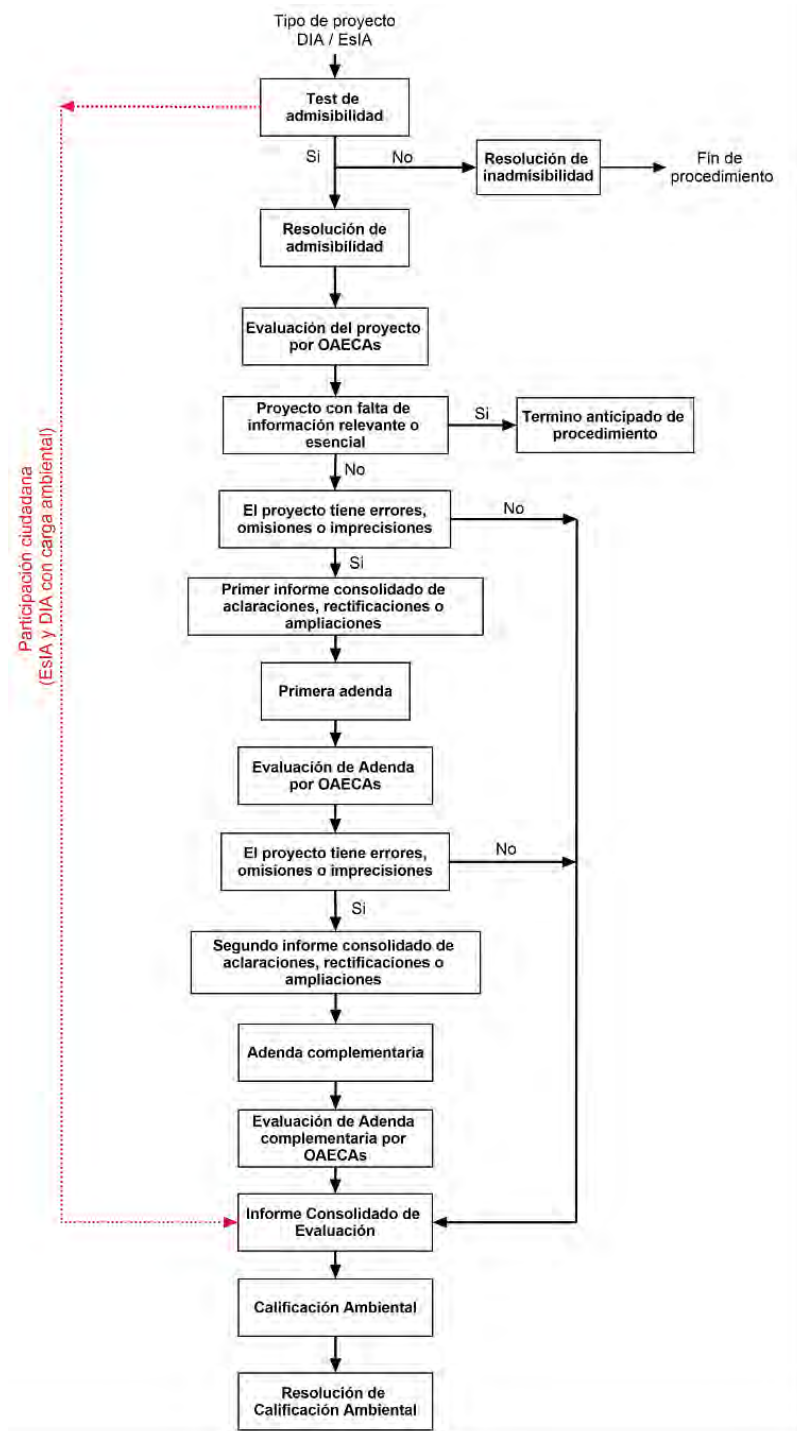 Tipo de proyecto
DIA / EsIA
Test de
admisibilidad
Si
No
Resolución de
inadmisibilidad
Fin de
procedimiento
Resolución de
admisibilidad
Evaluación del proyecto
por OAECAs
Proyecto con falta de
información relevante o
esencial
Si
Termino anticipado de
procedimiento
No
El proyecto tiene errores,
omisiones o imprecisiones
No
Si
Primer informe consolidado de
aclaraciones, rectificaciones o
ampliaciones
Primera adenda
Evaluación de Adenda
por OAECAs
El proyecto tiene errores,
omisiones o imprecisiones
No
Si
Segundo informe consolidado de
aclaraciones, rectificaciones o
ampliaciones
Adenda complementaria
Evaluación de Adenda
complementaria por
OAECAs
Informe Consolidado de
Evaluación
Calificación Ambiental
Resolución de
Calificación Ambiental
Participación ciudadana
(EsIA y DIA con carga ambiental)